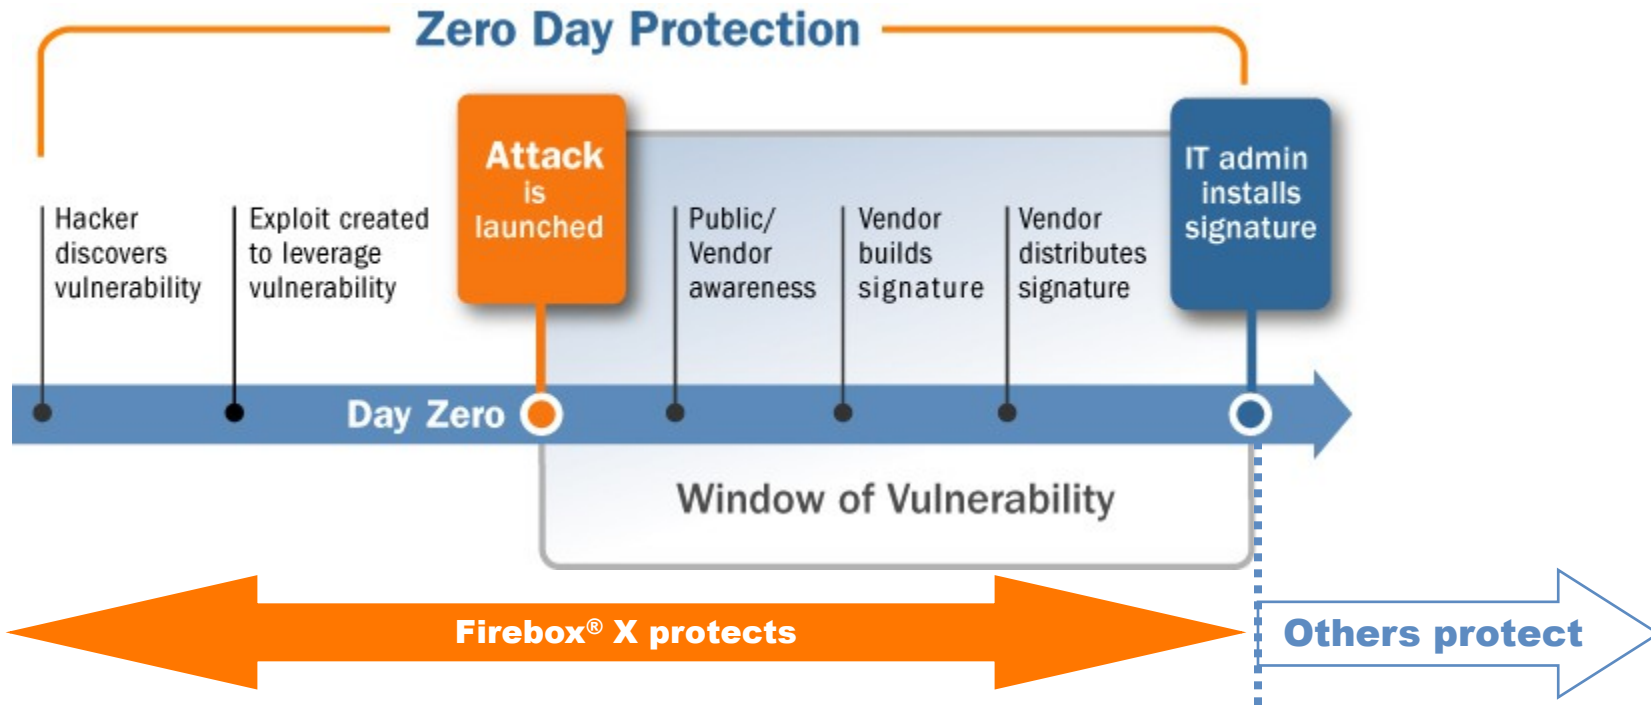 Zero Day Protection
Hacker
discovers
vulnerability
Exploit created
to leverage
vulnerability
Attack
is
launched
Public/
Vendor
awareness
Vendor
builds
signature
Vendor
distributes
signature
IT admin
installs
signature
Day Zero
Window of Vulnerability
Firebox® X protects
Others protect